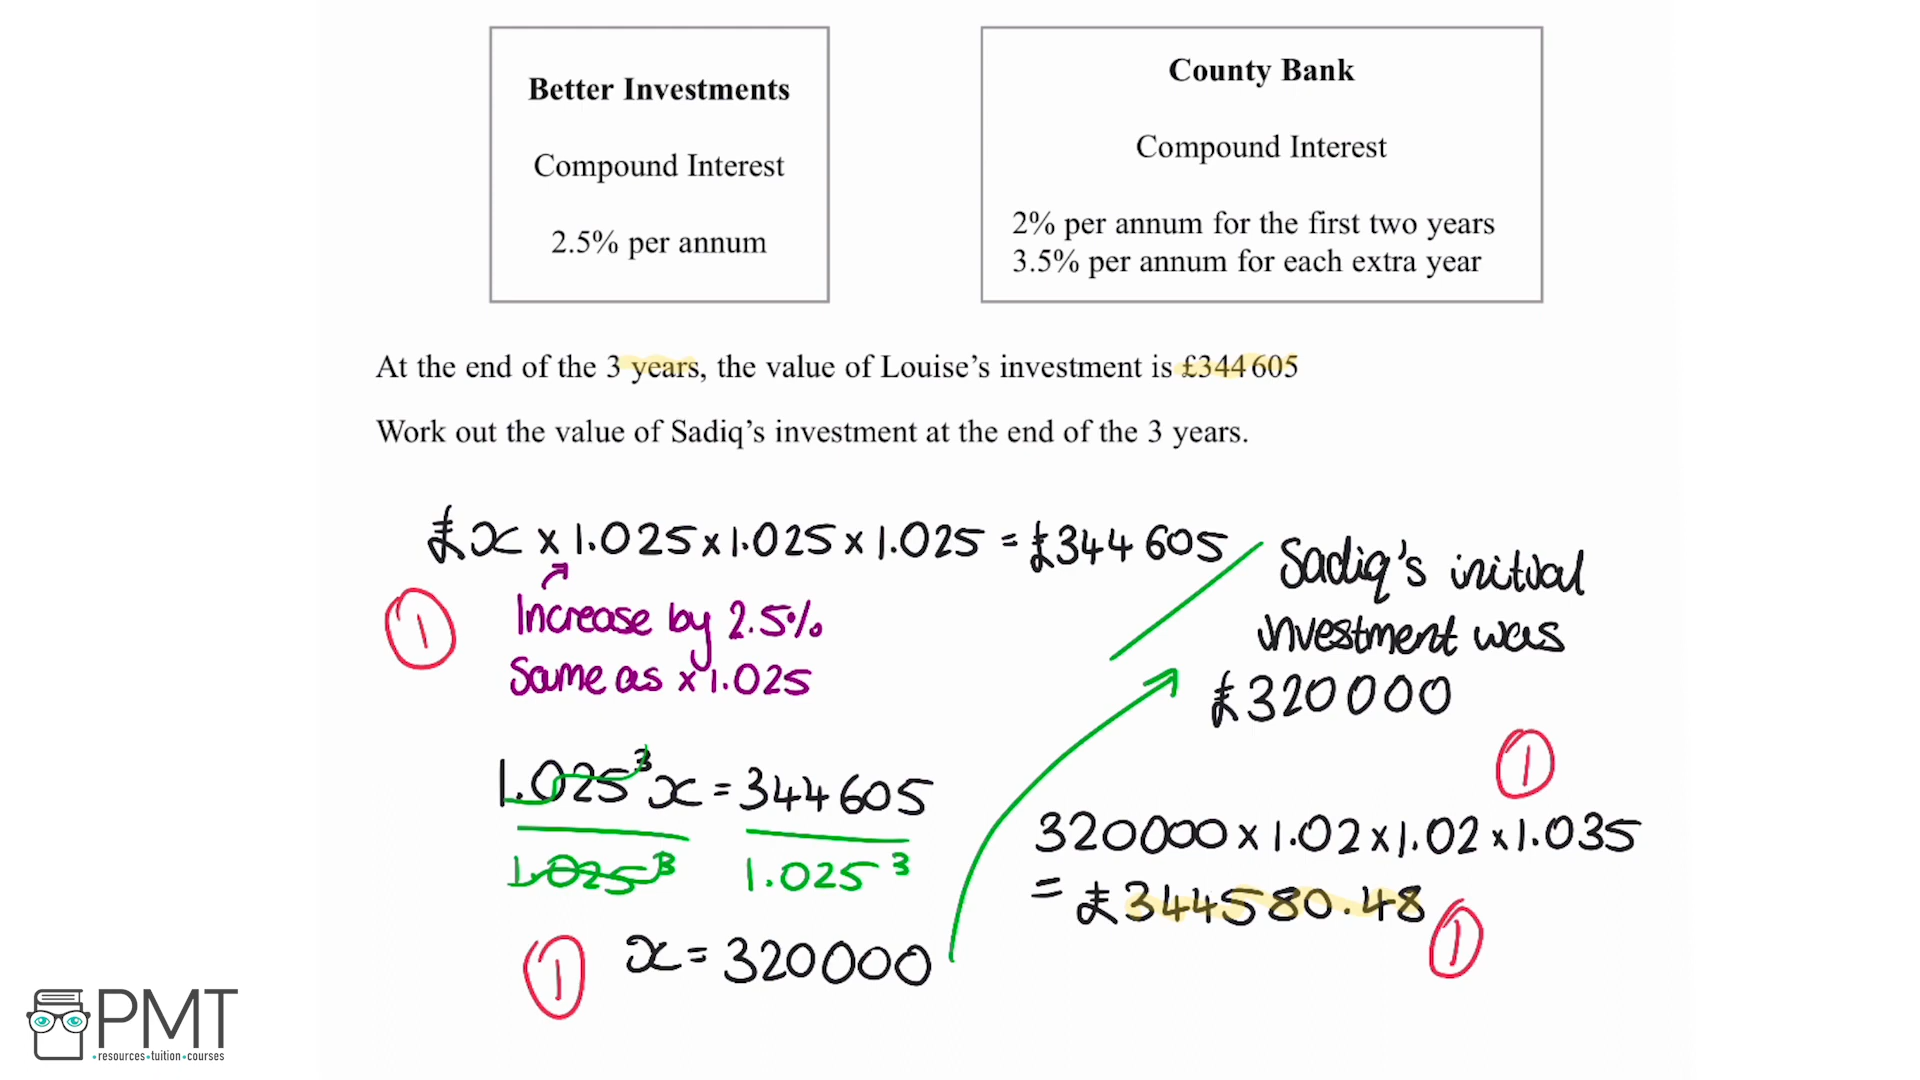 Better Investments
Compound Interest
2.5% per annum
County Bank
Compound Interest
2% per annum for the first two years
3.5% per annum for each extra year
At the end of the 3 years, the value of Louise’s investment is £344 605
Work out the value of Sadiq’s investment at the end of the 3 years.
£x × 1.025 × 1.025 × 1.025 = £344 605
1
Increase by 2.5%
Same as × 1.025
1.025³x = 344 605
1.025³ 1.025³
1
x = 320000
Sadiq's initial
investment was
£320000
1
320000 × 1.02 × 1.02 × 1.035
= £344580.48
1
PMT
•resources•tuition•courses